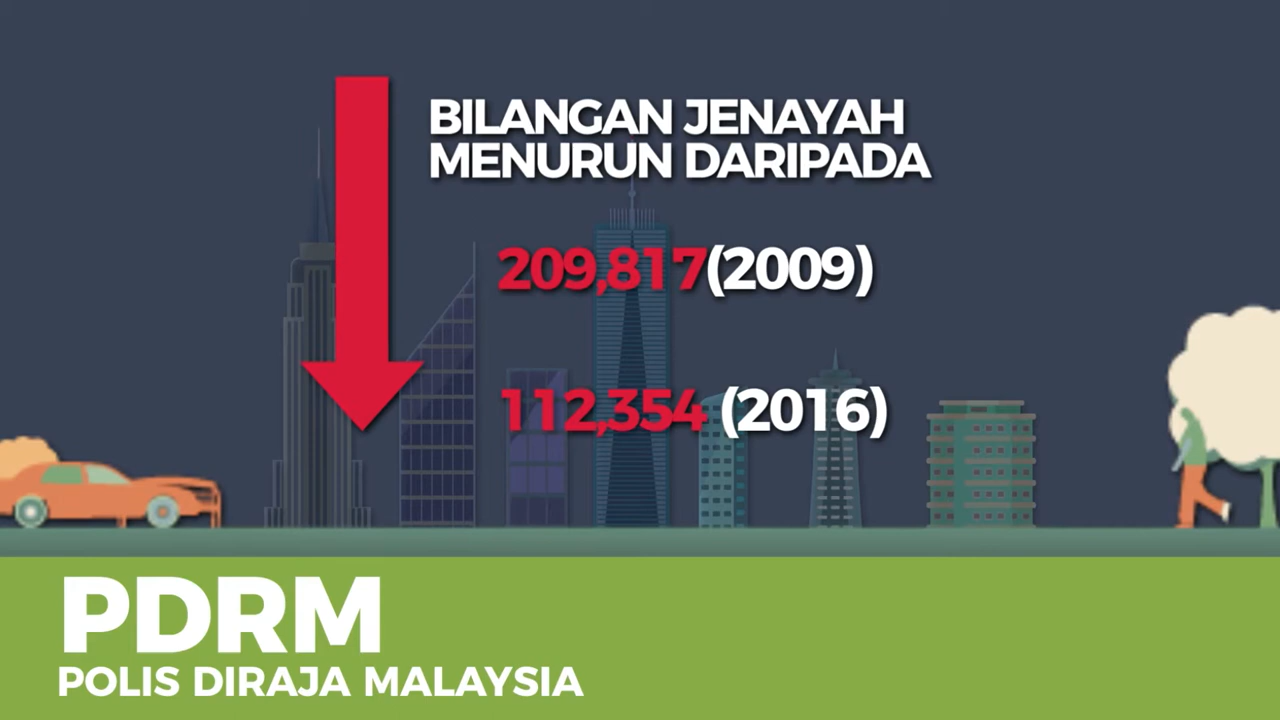 BILANGAN JENAYAH
MENURUN DARIPADA
209,817(2009)
112,354 (2016)
PDRM
POLIS DIRAJA MALAYSIA